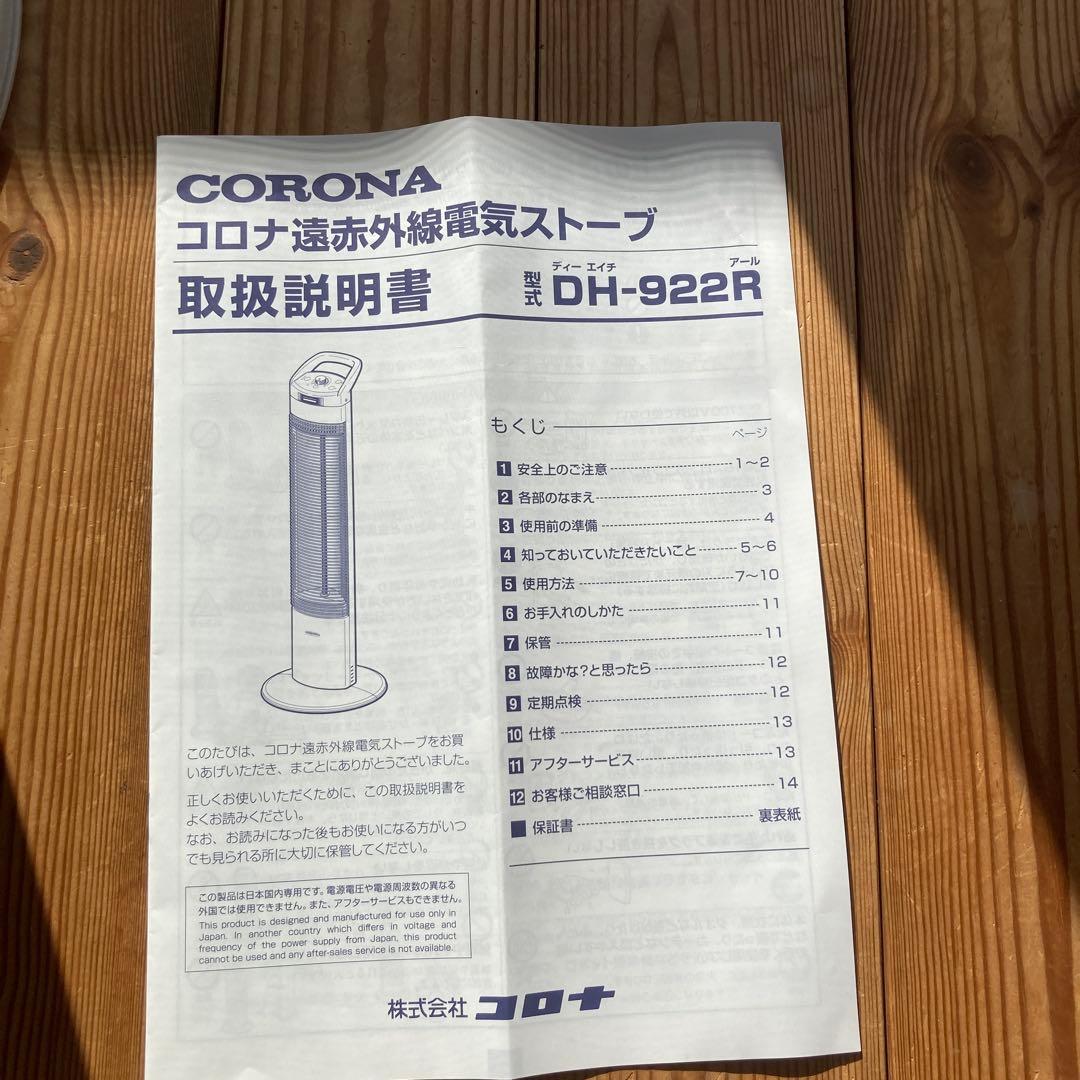 CORONA
コロナ遠赤外線電気ストーブ
取扱説明書
型式 DH-922R
ディー エイチ アール
もくじ
ページ
1 安全上のご注意 1～2
2 各部のなまえ 3
3 使用前の準備 4
4 知っておいていただきたいこと 5～6
5 使用方法 7～10
6 お手入れのしかた 11
7 保管 11
8 故障かな？と思ったら 12
9 定期点検 12
10 仕様 13
11 アフターサービス 13
12 お客様ご相談窓口 14
保証書 裏表紙
このたびは、コロナ遠赤外線電気ストーブをお買
いあげいただき、まことにありがとうございました。
正しくお使いいただくために、この取扱説明書を
よくお読みください。
なお、お読みになった後もお使いになる方がいつ
でも見られる所に大切に保管してください。
この製品は日本国内専用です。電源電圧や電源周波数の異なる
外国では使用できません。また、アフターサービスもできません。
This product is designed and manufactured for use only in
Japan. In another country which differs in voltage and
frequency of the power supply from Japan, this product
cannot be used and any after-sales service is not available.
株式会社 コロナ